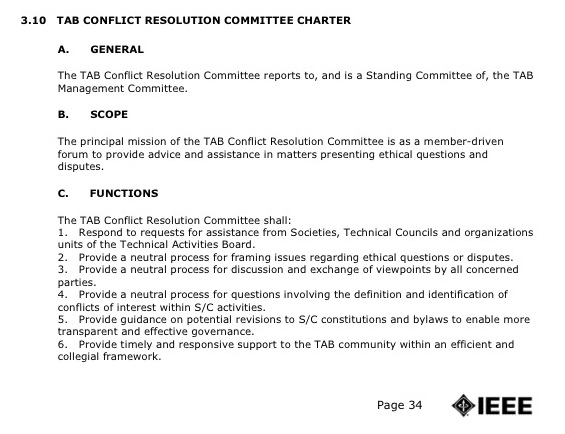 3.10 TAB CONFLICT RESOLUTION COMMITTEE CHARTER
A. GENERAL
The TAB Conflict Resolution Committee reports to, and is a Standing Committee of, the TAB
Management Committee.
B. SCOPE
The principal mission of the TAB Conflict Resolution Committee is as a member-driven
forum to provide advice and assistance in matters presenting ethical questions and
disputes.
C. FUNCTIONS
The TAB Conflict Resolution Committee shall:
1. Respond to requests for assistance from Societies, Technical Councils and organizations
units of the Technical Activities Board.
2. Provide a neutral process for framing issues regarding ethical questions or disputes.
3. Provide a neutral process for discussion and exchange of viewpoints by all concerned
parties.
4. Provide a neutral process for questions involving the definition and identification of
conflicts of interest within S/C activities.
5. Provide guidance on potential revisions to S/C constitutions and bylaws to enable more
transparent and effective governance.
6. Provide timely and responsive support to the TAB community within an efficient and
collegial framework.
Page 34 IEEE